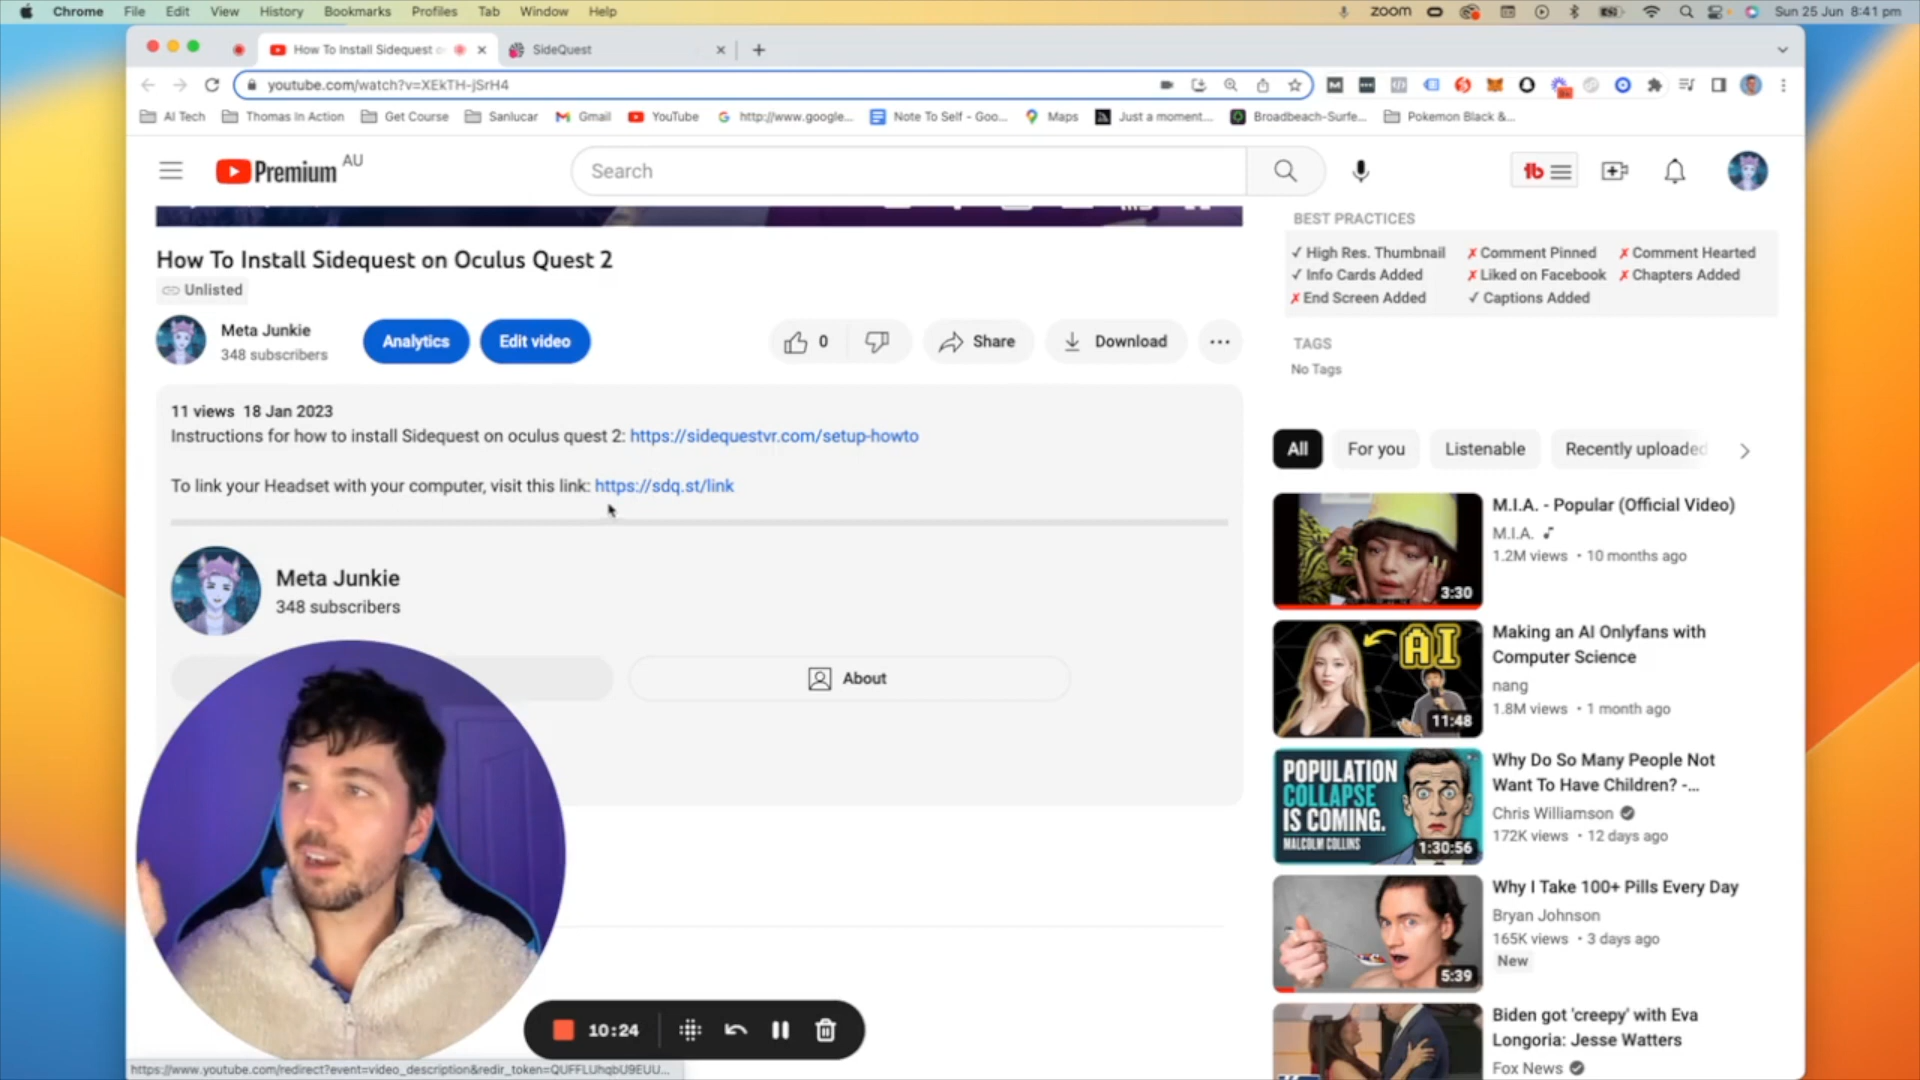 Chrome File Edit View History Bookmarks Profiles Tab Window Help zoom Sun 25 Jun 8:41 pm
How To Install Sidequest o SideQuest
youtube.com/watch?v=XEkTH-jSrH4
AI Tech Thomas In Action Get Course Sanlucar Gmail YouTube http://www.google... Note To Self - Goo... Maps Just a moment... Broadbeach-Surfe... Pokemon Black &...
Premium AU Search tb
How To Install Sidequest on Oculus Quest 2
Unlisted
Meta Junkie
348 subscribers
Analytics Edit video 0 Share Download
11 views 18 Jan 2023
Instructions for how to install Sidequest on oculus quest 2: https://sidequestvr.com/setup-howto
To link your Headset with your computer, visit this link: https://sdq.st/link
Meta Junkie
348 subscribers
About
10:24
https://www.youtube.com/redirect?event=video_description&redir_token=QUFFLUhqbU9EUU...
BEST PRACTICES
✓ High Res. Thumbnail ✗ Comment Pinned ✗ Comment Hearted
✓ Info Cards Added ✗ Liked on Facebook ✗ Chapters Added
✗ End Screen Added ✓ Captions Added
TAGS
No Tags
All For you Listenable Recently uploaded
M.I.A. - Popular (Official Video)
M.I.A.
1.2M views • 10 months ago
3:30
AI
11:48
Making an AI Onlyfans with
Computer Science
nang
1.8M views • 1 month ago
POPULATION
COLLAPSE
IS COMING.
MALCOLM COLLINS
1:30:56
Why Do So Many People Not
Want To Have Children? -...
Chris Williamson
172K views • 12 days ago
5:39
Why I Take 100+ Pills Every Day
Bryan Johnson
165K views • 3 days ago
New
Biden got 'creepy' with Eva
Longoria: Jesse Watters
Fox News